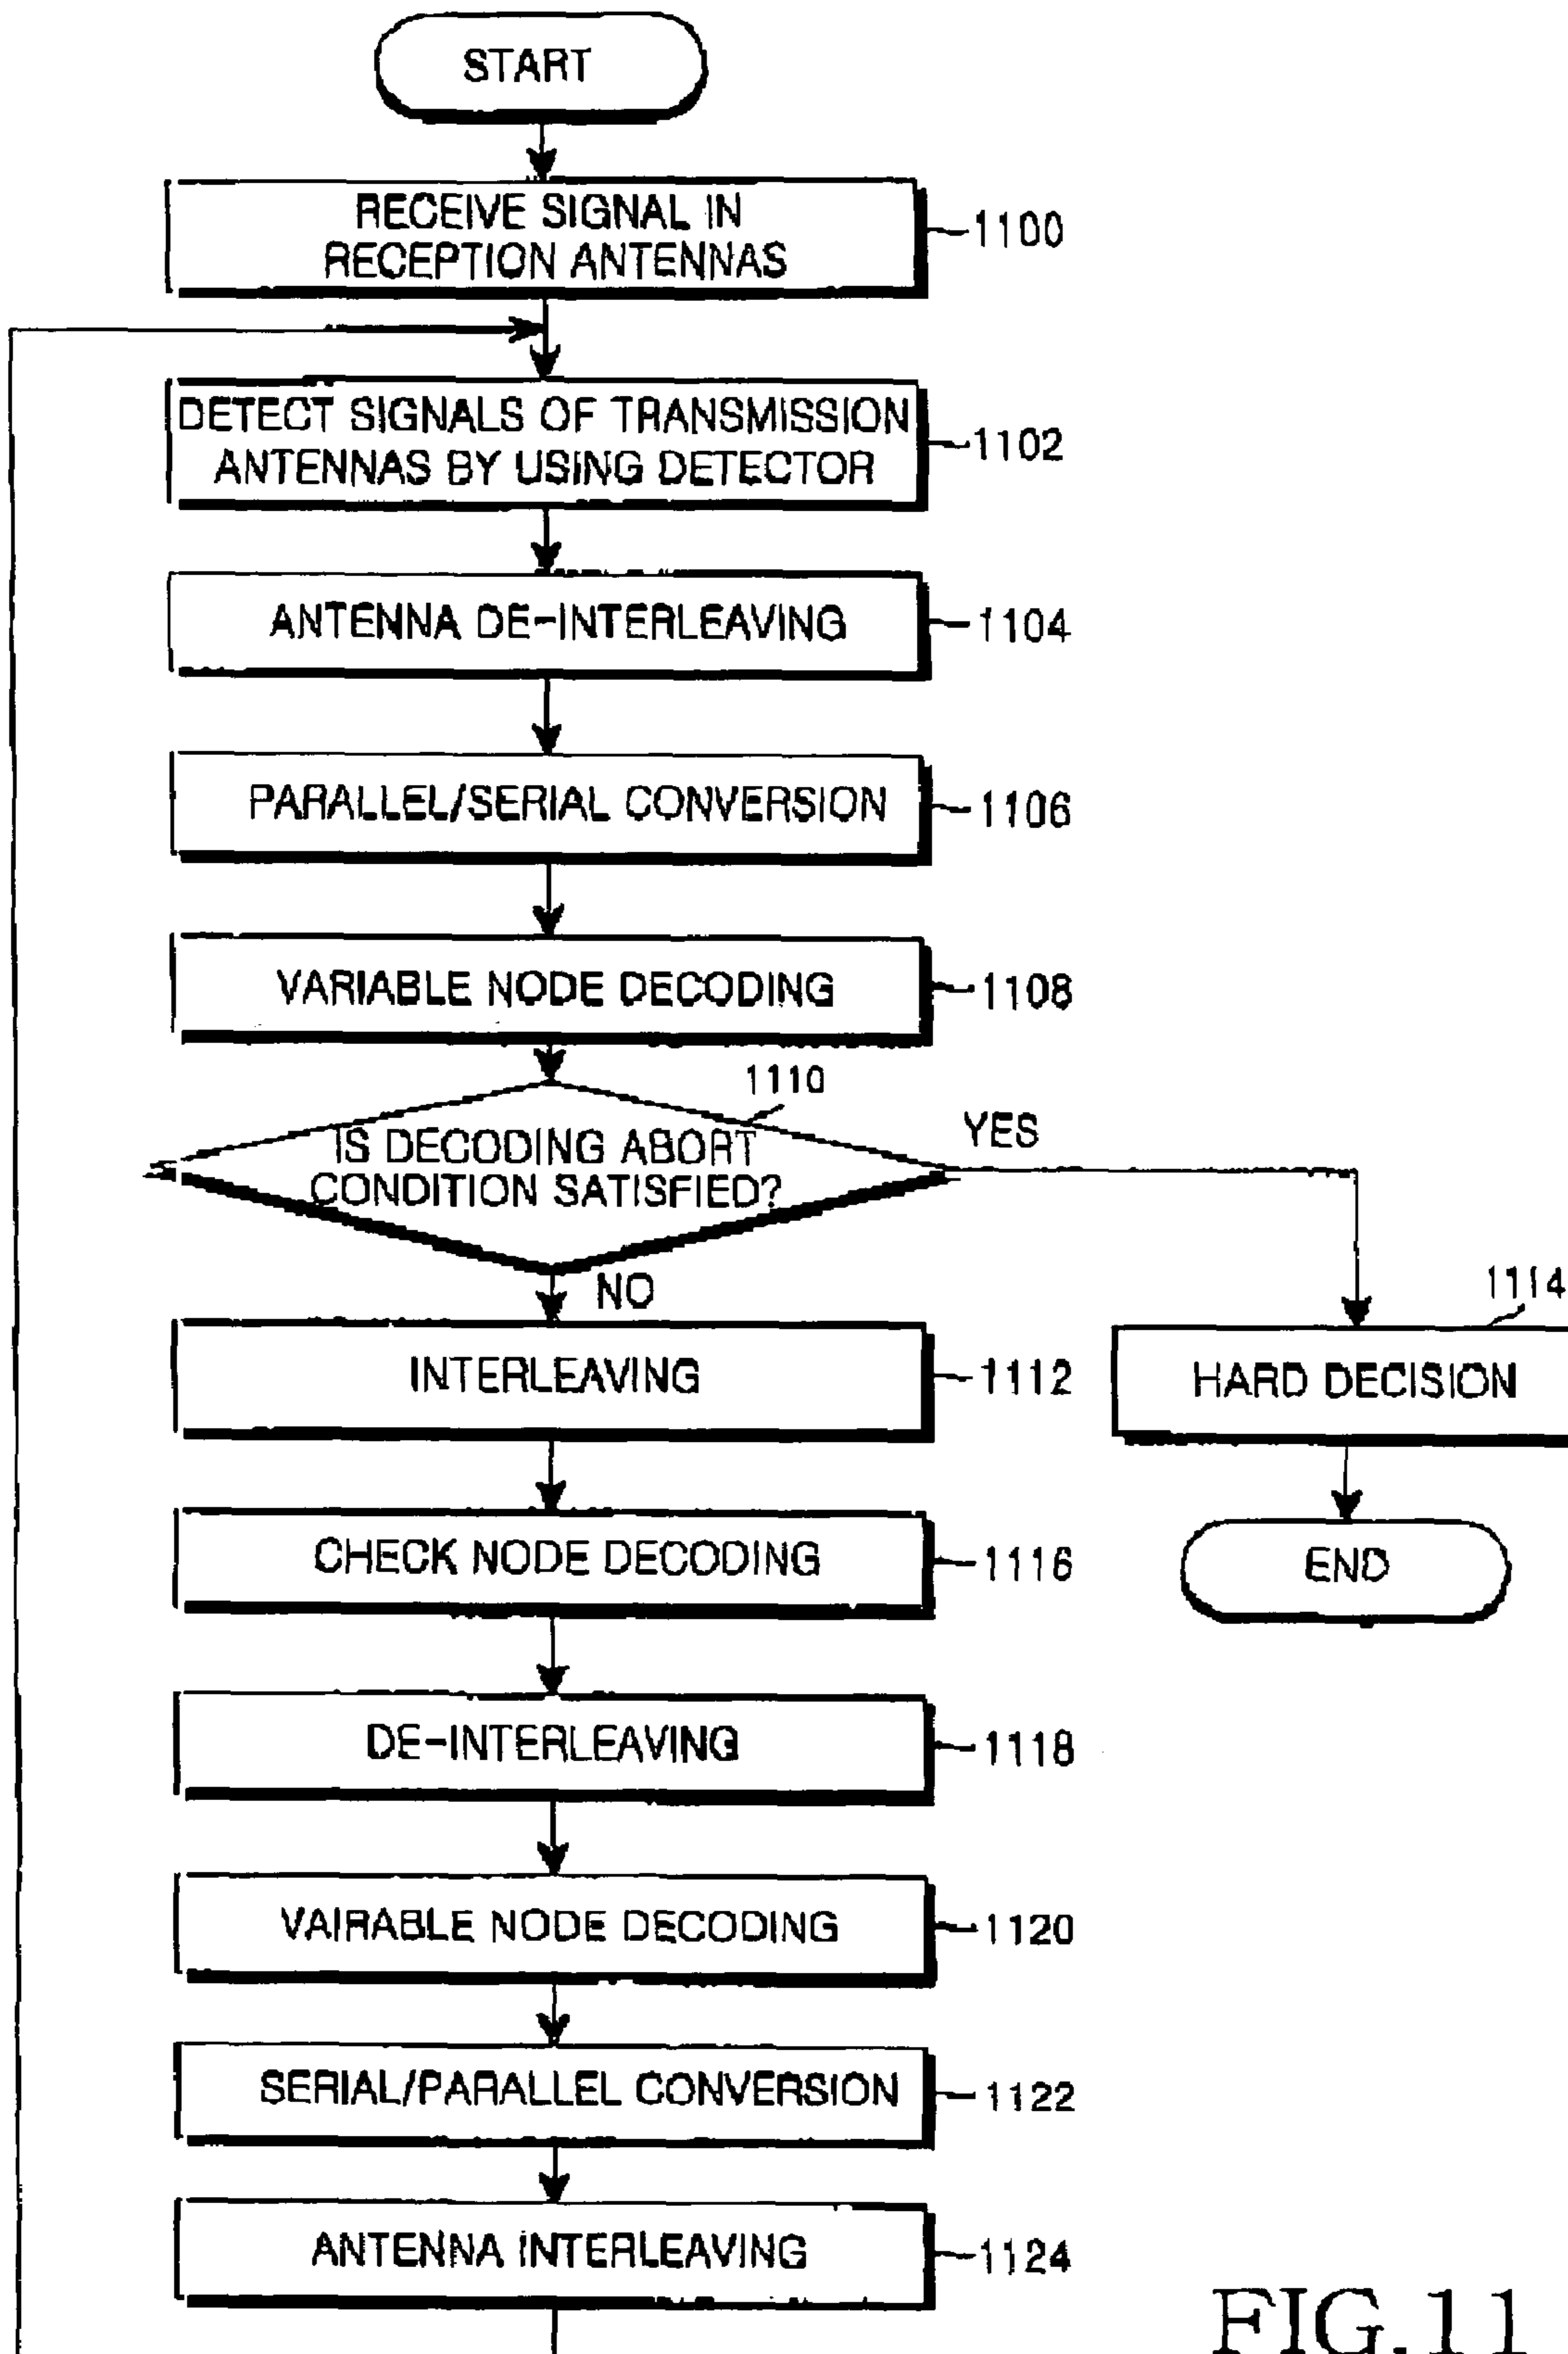 START
RECEIVE SIGNAL IN
RECEPTION ANTENNAS
1100
DETECT SIGNALS OF TRANSMISSION
ANTENNAS BY USING DETECTOR
1102
ANTENNA DE-INTERLEAVING
1104
PARALLEL/SERIAL CONVERSION
1106
VARIABLE NODE DECODING
1108
1110
IS DECODING ABORT
CONDITION SATISFIED?
YES
NO
INTERLEAVING
1112
1114
HARD DECISION
CHECK NODE DECODING
1116
END
DE-INTERLEAVING
1118
VAIRABLE NODE DECODING
1120
SERIAL/PARALLEL CONVERSION
1122
ANTENNA INTERLEAVING
1124
FIG.11